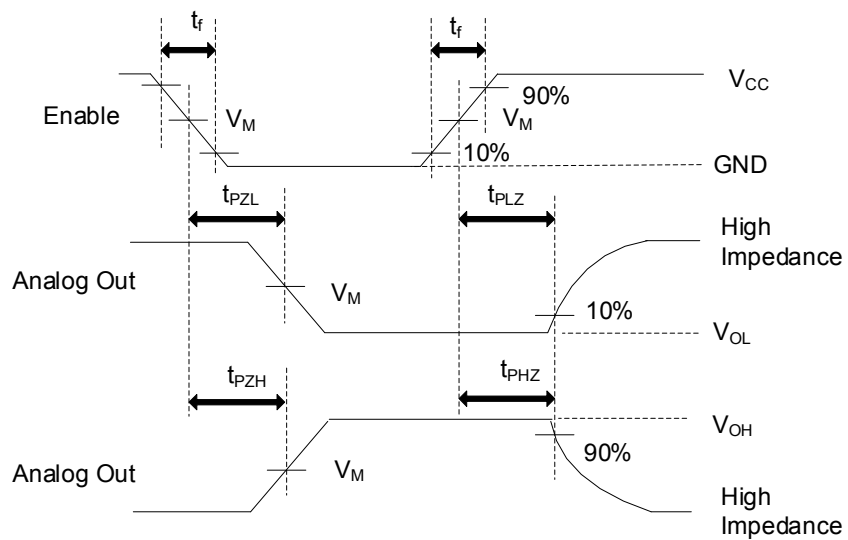 tf
tf
VCC
90%
Enable
VM
VM
10%
GND
tPZL
tPLZ
High
Impedance
Analog Out
VM
10%
VOL
tPZH
tPHZ
VOH
90%
Analog Out
VM
High
Impedance